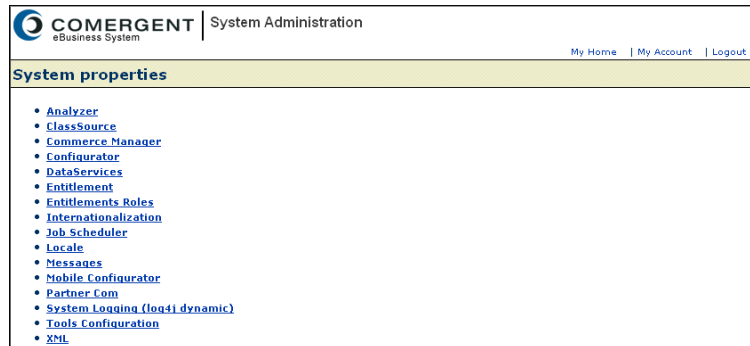 COMERGENT
eBusiness System
System Administration
My Home | My Account | Logout
System properties
Analyzer
ClassSource
Commerce Manager
Configurator
DataServices
Entitlement
Entitlements Roles
Internationalization
Job Scheduler
Locale
Messages
Mobile Configurator
Partner Com
System Logging (log4j dynamic)
Tools Configuration
XML